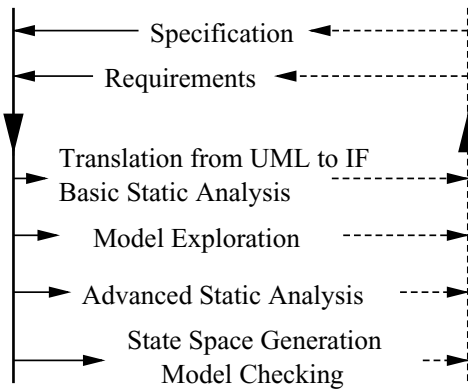 Specification
Requirements
Translation from UML to IF
Basic Static Analysis
Model Exploration
Advanced Static Analysis
State Space Generation
Model Checking